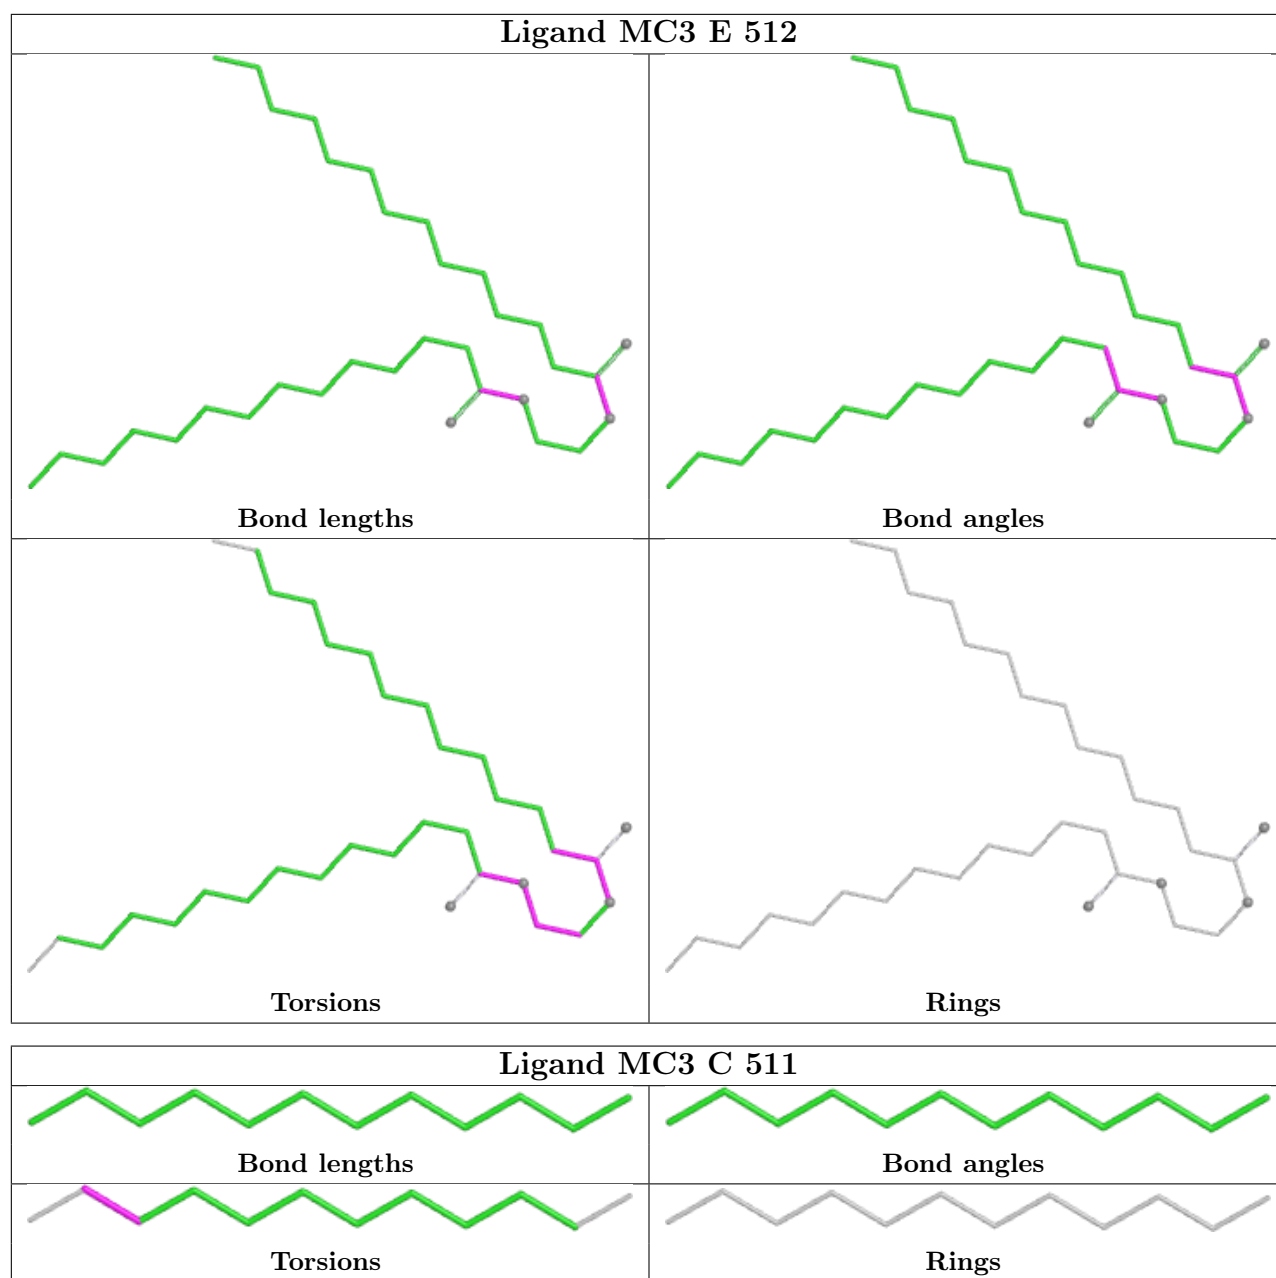 Ligand MC3 E 512
Bond lengths
Bond angles
Torsions
Rings
Ligand MC3 C 511
Bond lengths
Bond angles
Torsions
Rings